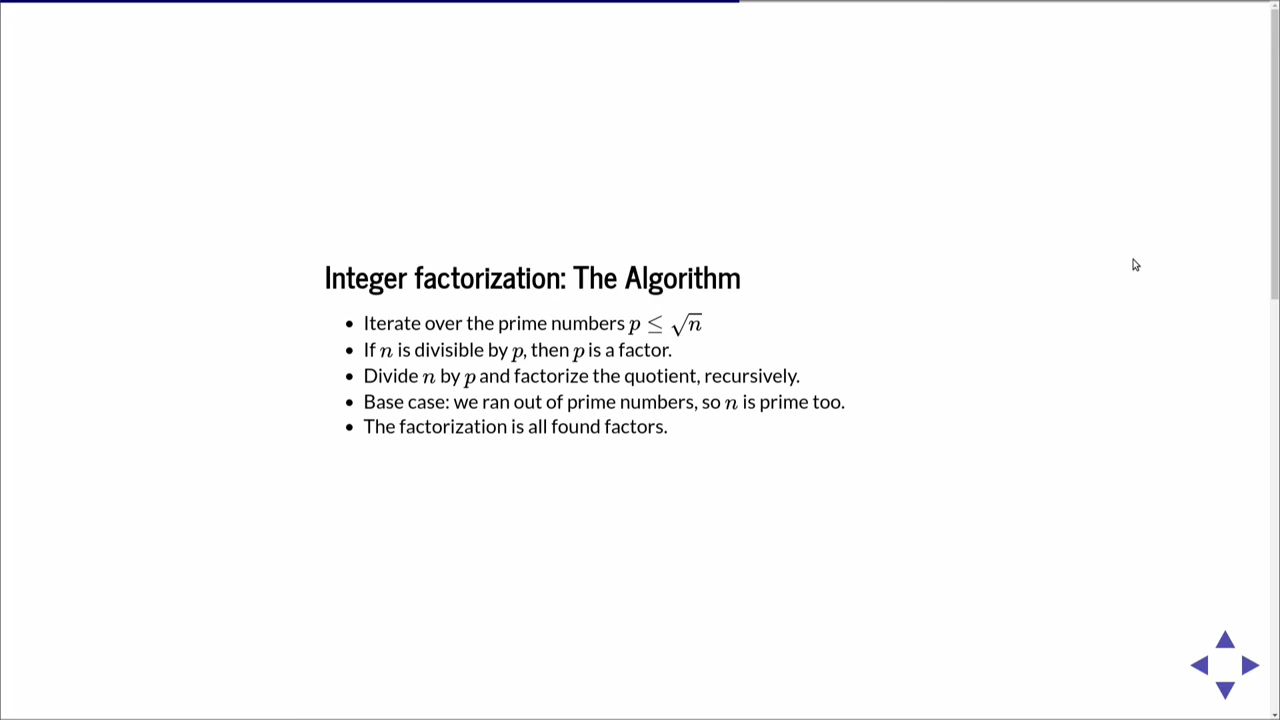 Integer factorization: The Algorithm
• Iterate over the prime numbers p ≤ √n
• If n is divisible by p, then p is a factor.
• Divide n by p and factorize the quotient, recursively.
• Base case: we ran out of prime numbers, so n is prime too.
• The factorization is all found factors.